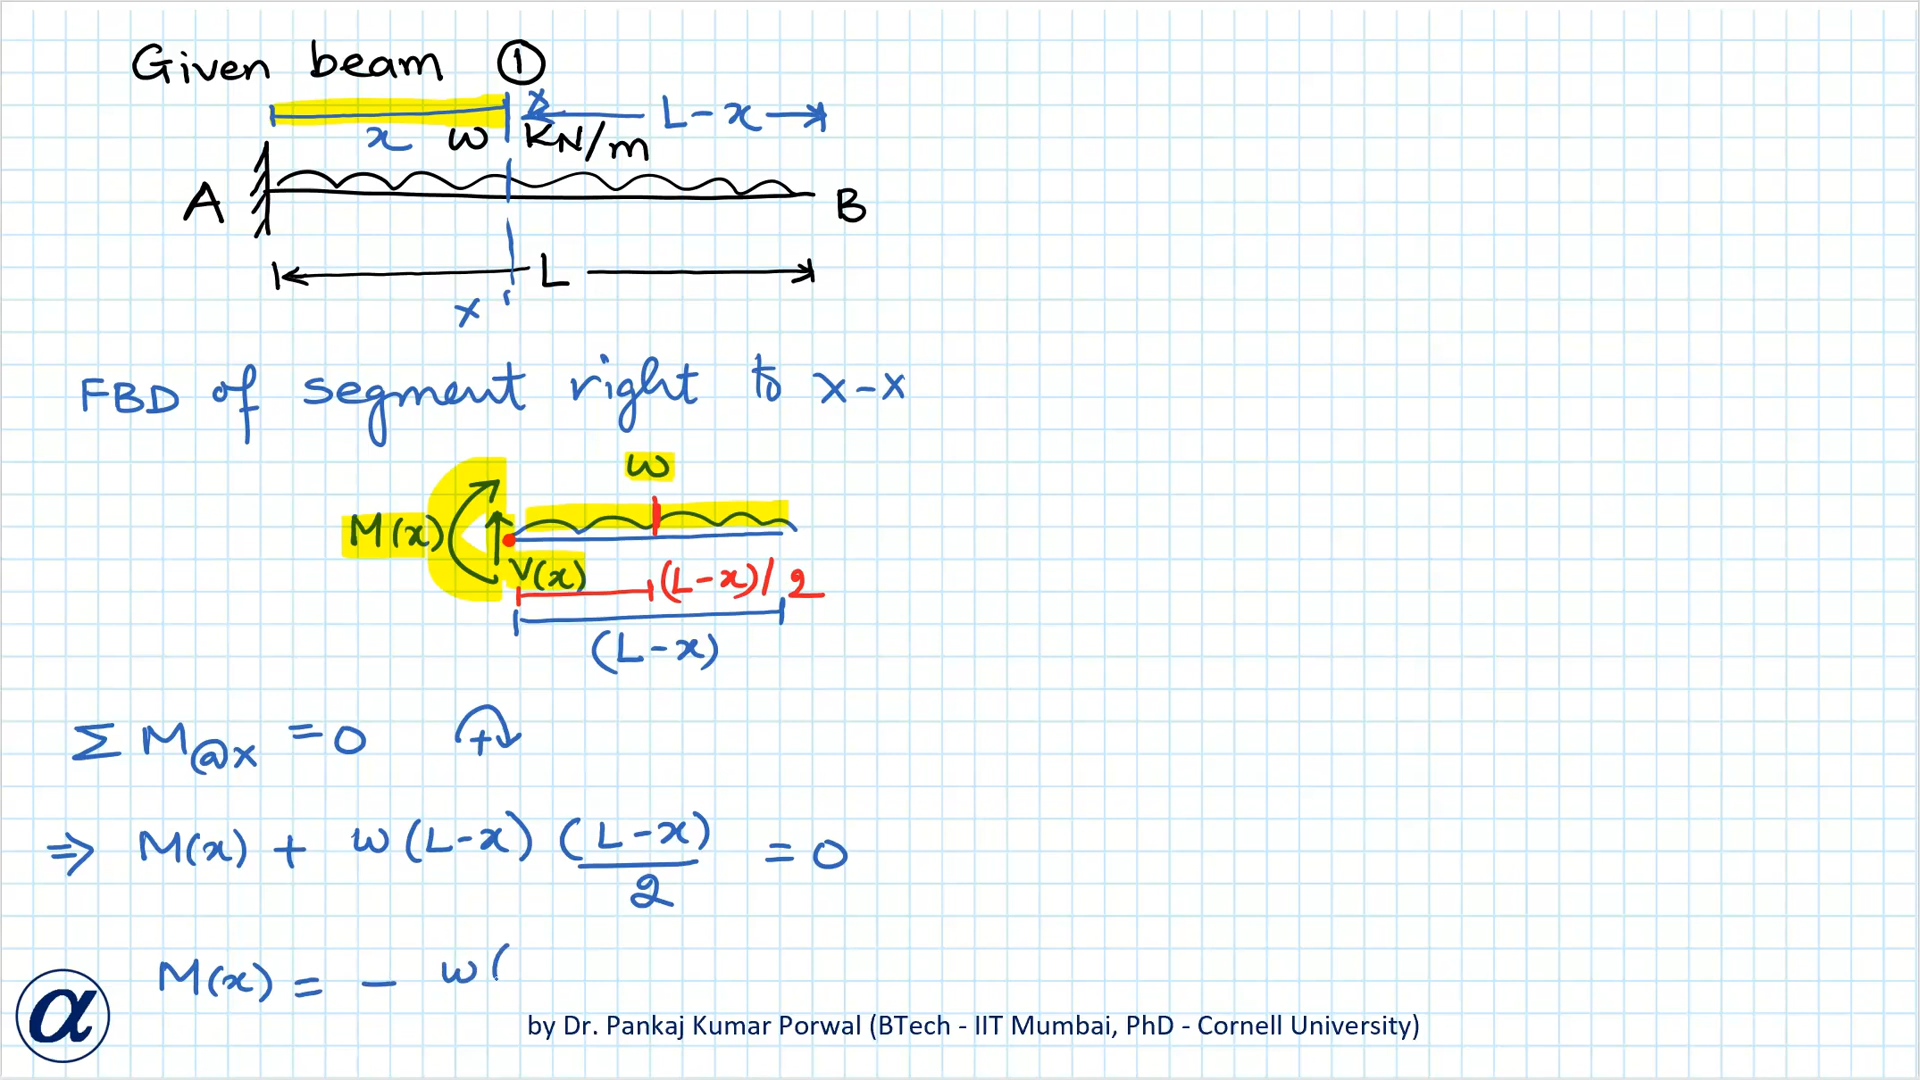 Given beam ①
x L-x
x w KN/m
A B
L
x
FBD of segment right to x-x
w
M(x)
V(x) (L-x)/2
(L-x)
Σ M@x = 0 +
⇒ M(x) + w(L-x) (L-x)/2 = 0
M(x) = - w(
α
by Dr. Pankaj Kumar Porwal (BTech - IIT Mumbai, PhD - Cornell University)